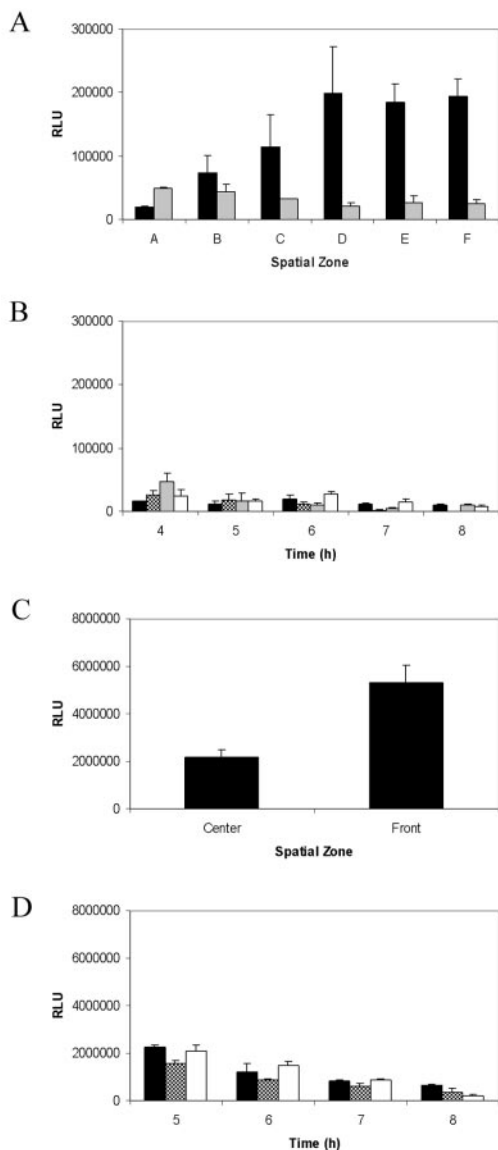 A
300000
200000
100000
0
RLU
A B C D E F
Spatial Zone
B
300000
200000
100000
0
RLU
4 5 6 7 8
Time (h)
C
8000000
6000000
4000000
2000000
0
RLU
Center Front
Spatial Zone
D
8000000
6000000
4000000
2000000
0
RLU
5 6 7 8
Time (h)